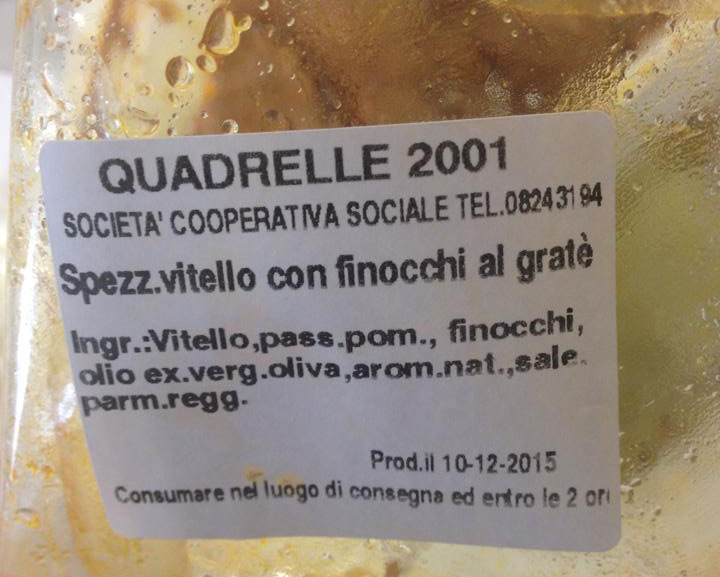 QUADRELLE 2001
SOCIETA' COOPERATIVA SOCIALE TEL.08243194
Spezz.vitello con finocchi al gratè
Ingr.:Vitello,pass.pom., finocchi,
olio ex.verg.oliva,arom.nat.,sale.
parm.regg.
Prod.il 10-12-2015
Consumare nel luogo di consegna ed entro le 2 ore